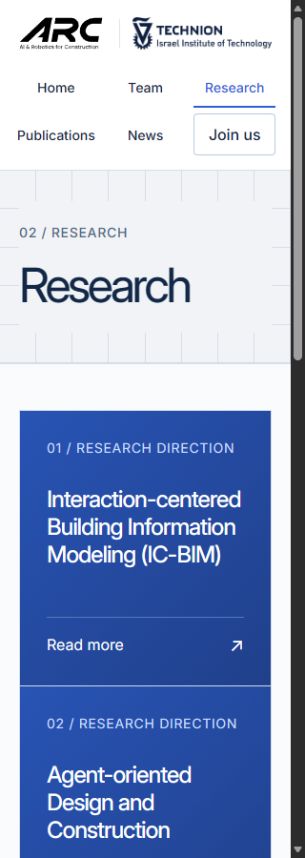 ARC
AI & Robotics for Construction
TECHNION
Israel Institute of Technology
Home
Team
Research
Publications
News
Join us
02 / RESEARCH
Research
01 / RESEARCH DIRECTION
Interaction-centered
Building Information
Modeling (IC-BIM)
Read more
02 / RESEARCH DIRECTION
Agent-oriented
Design and
Construction